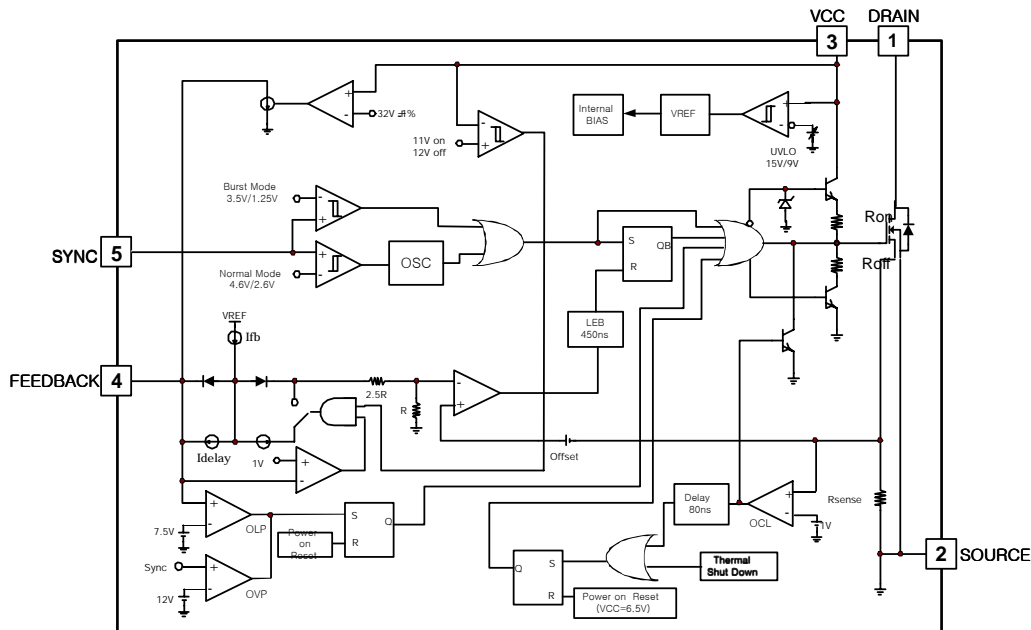 VCC
DRAIN
3
1
32V
Internal
BIAS
VREF
+
-
11V on
12V off
-
+
UVLO
15V/9V
+
-
Burst Mode
3.5V/1.25V
-
+
5
SYNC
OSC
+
-
Normal Mode
4.6V/2.6V
S
QB
R
Ron
Roff
LEB
450ns
VREF
Ifb
4
FEEDBACK
2.5R
R
-
+
Offset
Idelay
1V
+
-
+
-
7.5V
OLP
Power
on
Reset
S
Q
R
Sync
+
-
12V
OVP
Delay
80ns
OCL
+
-
1V
Rsense
2
SOURCE
Q
S
R
Thermal
Shut Down
Power on Reset
(VCC=6.5V)